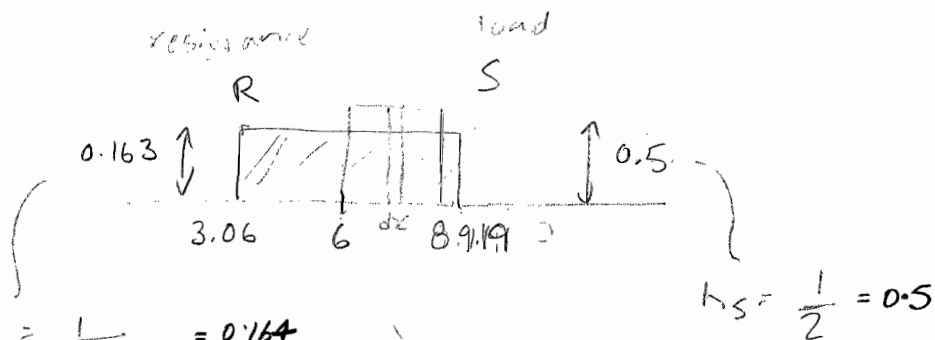 resistance load
R S
0.163 0.5
3.06 6 dx 8 9.19
= 1 = 0.164
hs = 1/2 = 0.5